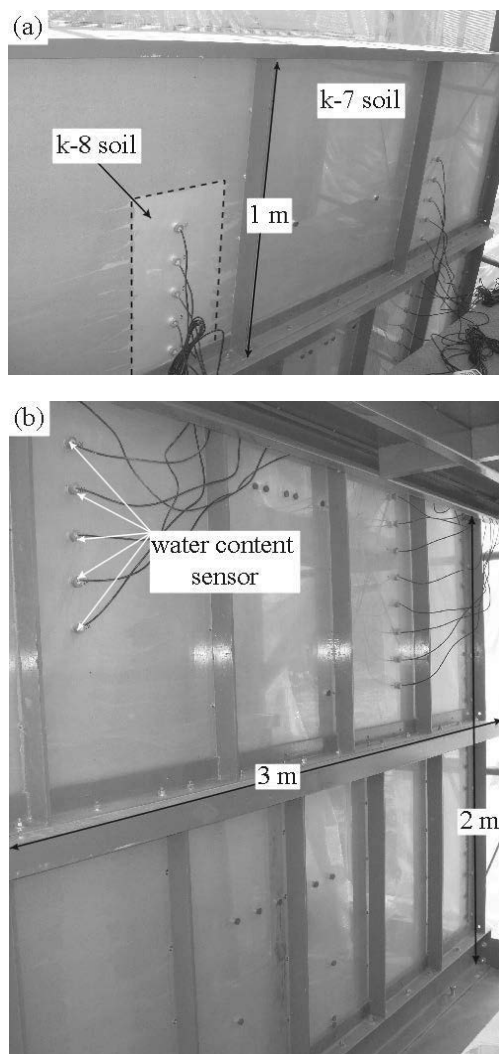 (a)
k-7 soil
k-8 soil
1 m
(b)
water content
sensor
3 m
2 m